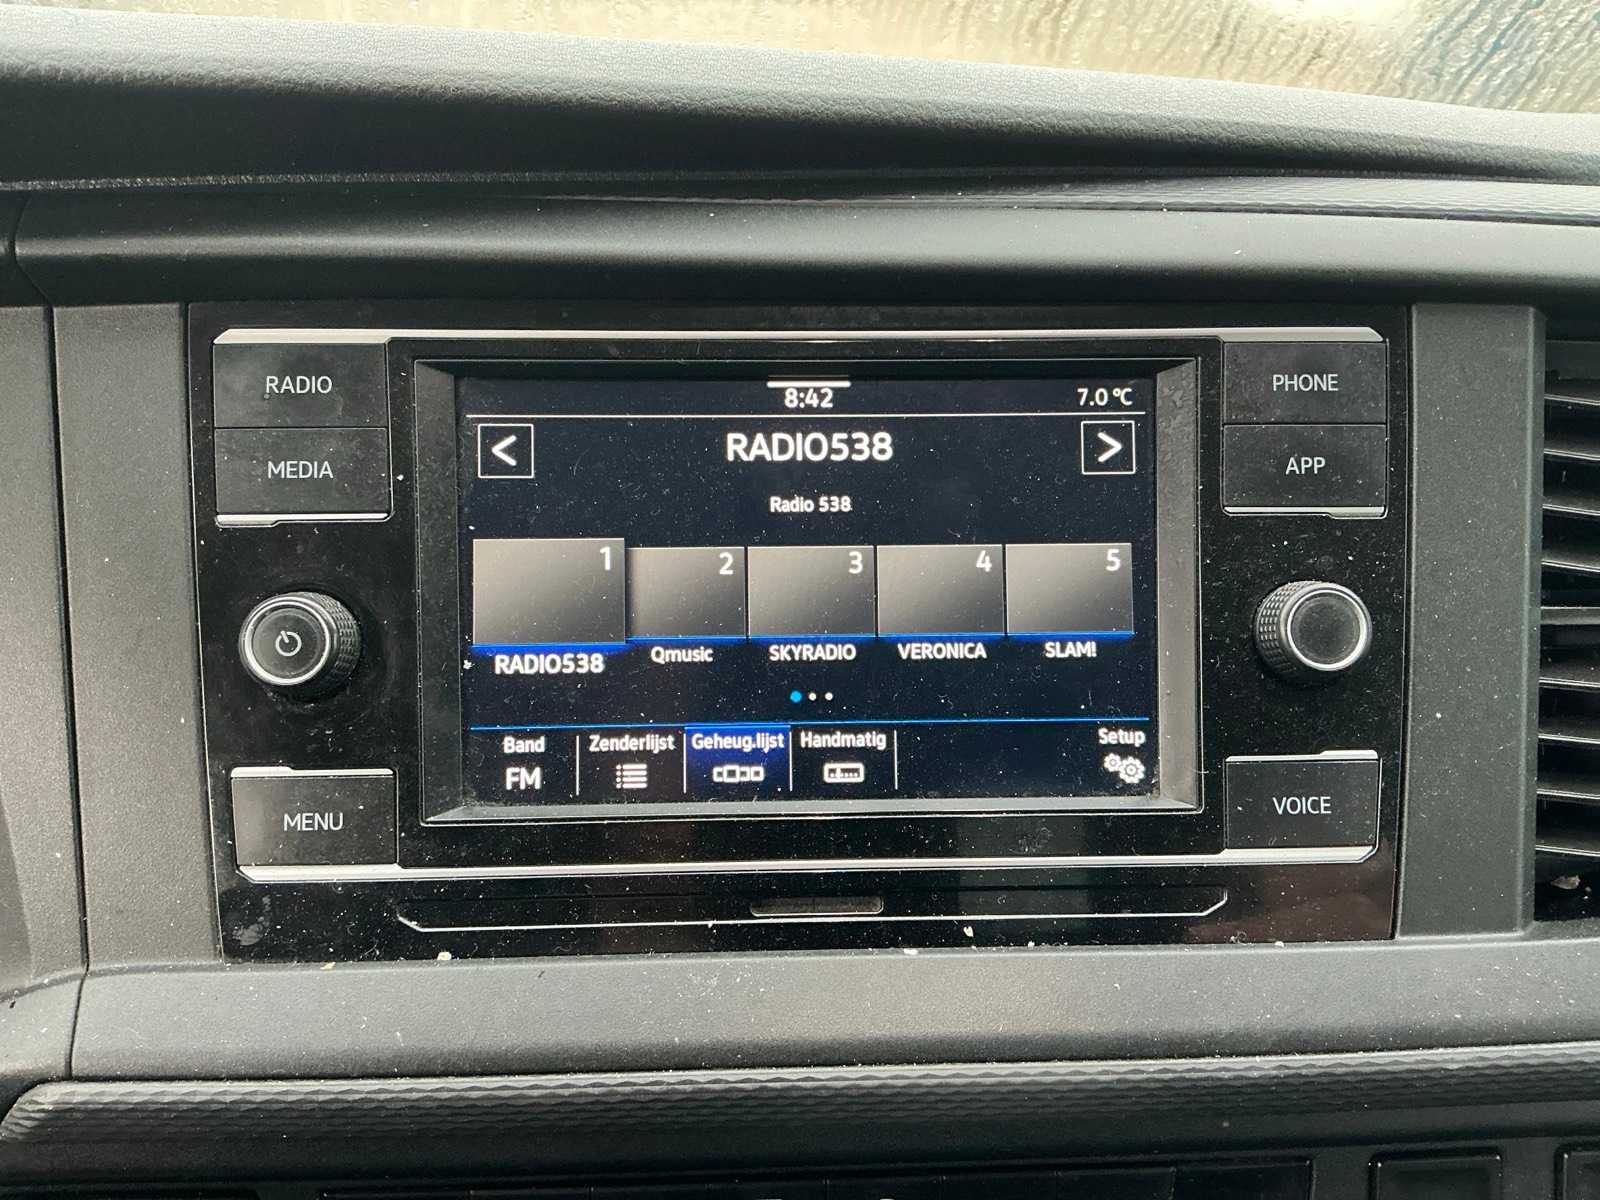 RADIO
MEDIA
MENU
8:42
7.0 °C
<
RADIO538
>
Radio 538
1
2
3
4
5
RADIO538
Qmusic
SKYRADIO
VERONICA
SLAM!
Band
FM
Zenderlijst
Geheug.lijst
Handmatig
Setup
PHONE
APP
VOICE